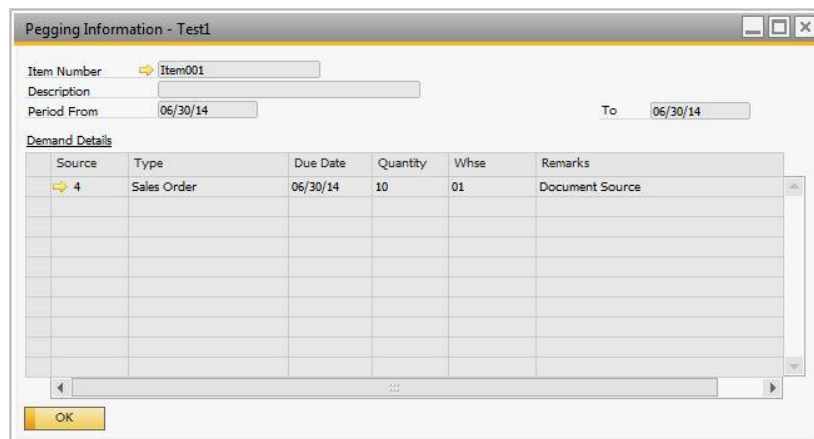 Pegging Information - Test1
Item Number Item001
Description
Period From 06/30/14 To 06/30/14
Demand Details
Source Type Due Date Quantity Whse Remarks
4 Sales Order 06/30/14 10 01 Document Source
OK